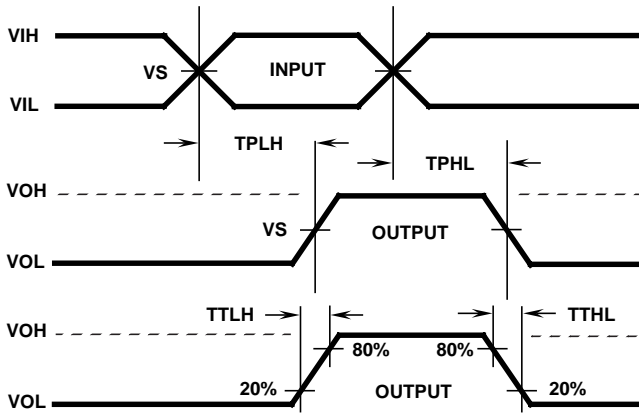 VIH
VS
INPUT
VIL
TPLH
TPHL
VOH
VS
OUTPUT
VOL
TTLH
TTHL
VOH
80%
80%
20%
OUTPUT
20%
VOL